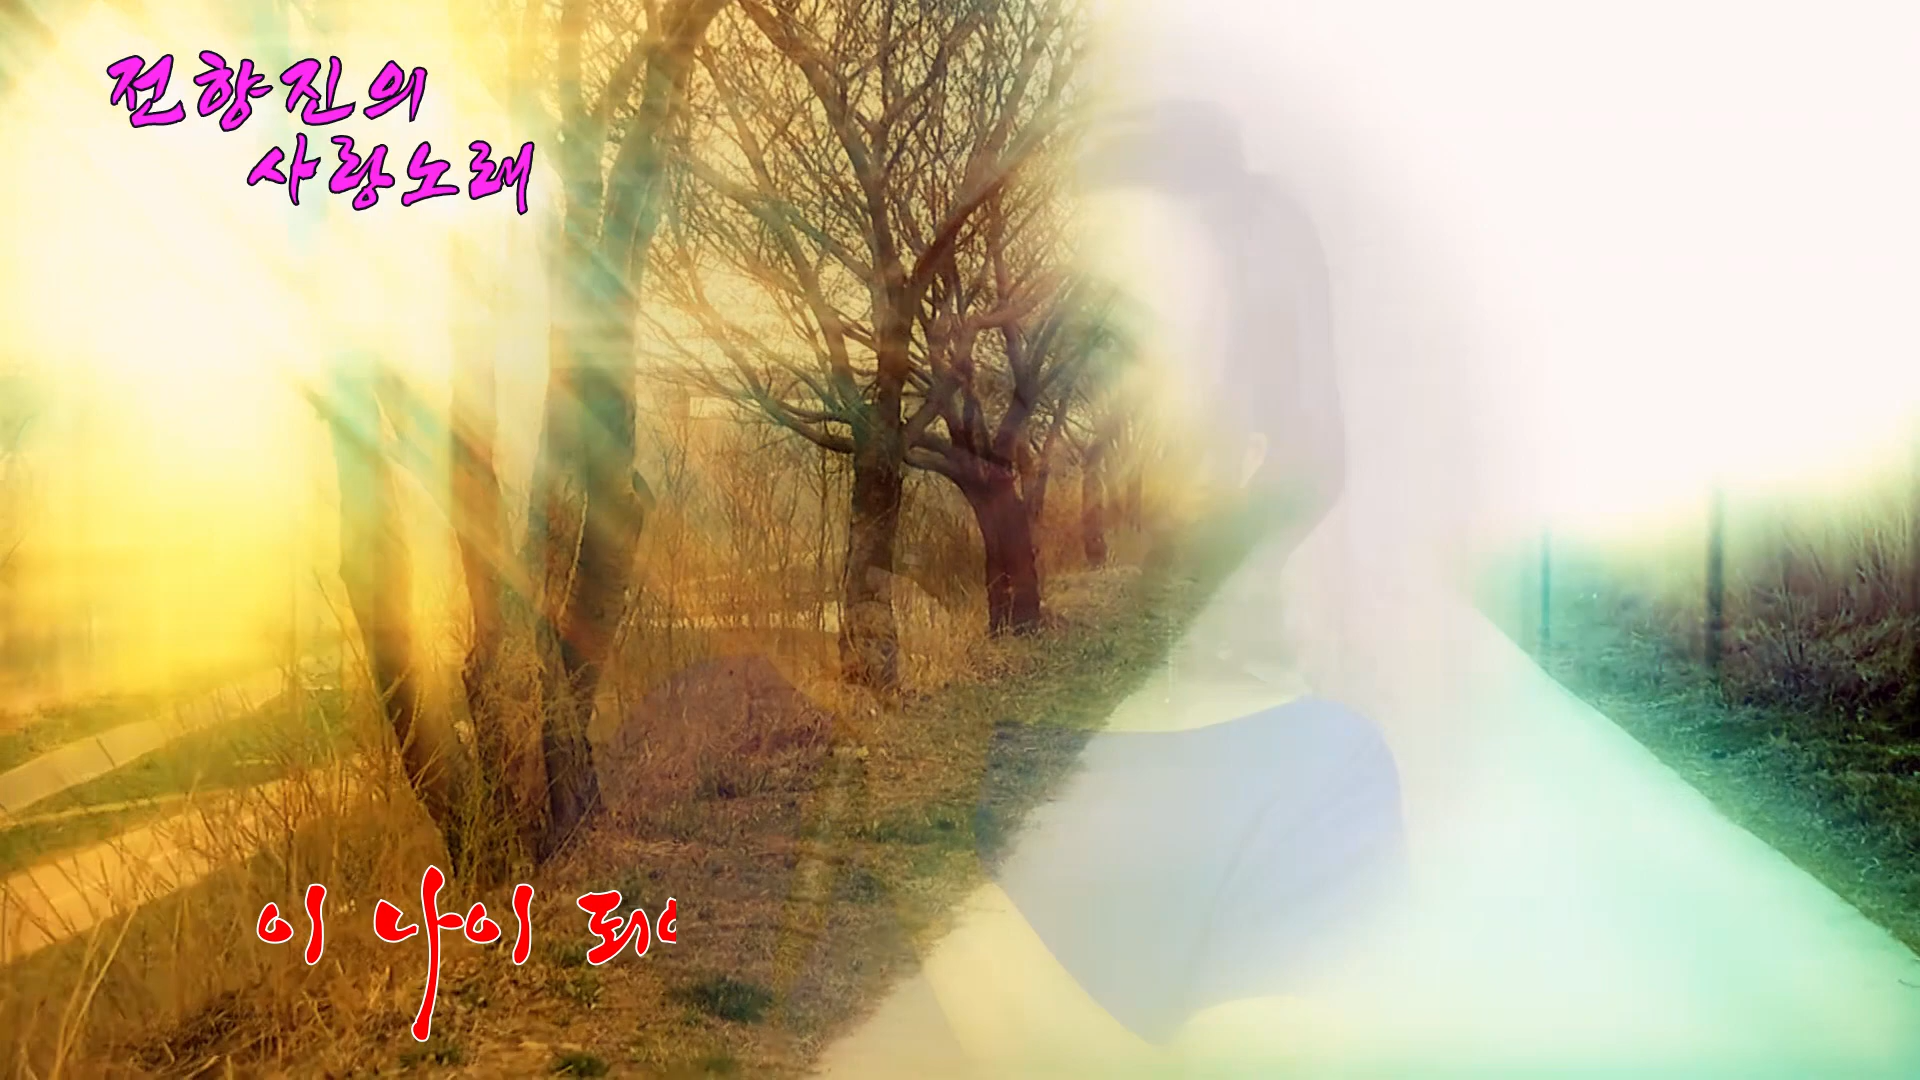 전향진의
사랑노래
이 나이 되